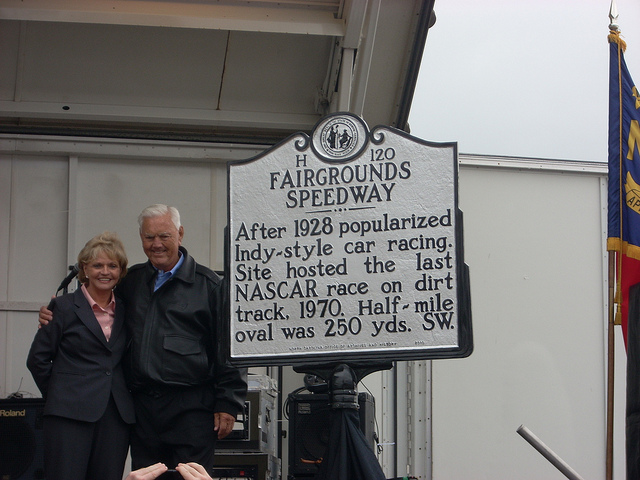 H 120
FAIRGROUNDS
SPEEDWAY
After 1928 popularized
Indy-style car racing.
Site hosted the last
NASCAR race on dirt
track, 1970. Half-mile
oval was 250 yds. SW.
Roland